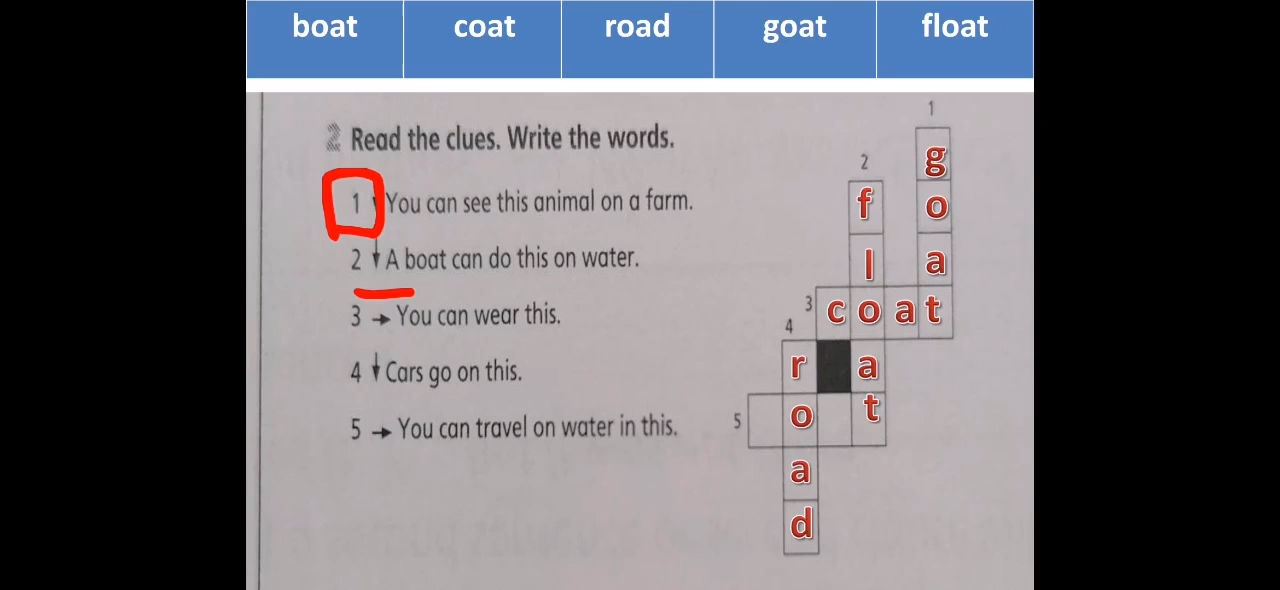 boat coat road goat float
1
2 Read the clues. Write the words.
2
g
f
1 You can see this animal on a farm.
o
l
a
2 A boat can do this on water.
3 c o a t
3 → You can wear this.
4
r
a
4 Cars go on this.
t
5 o
5 → You can travel on water in this.
a
d